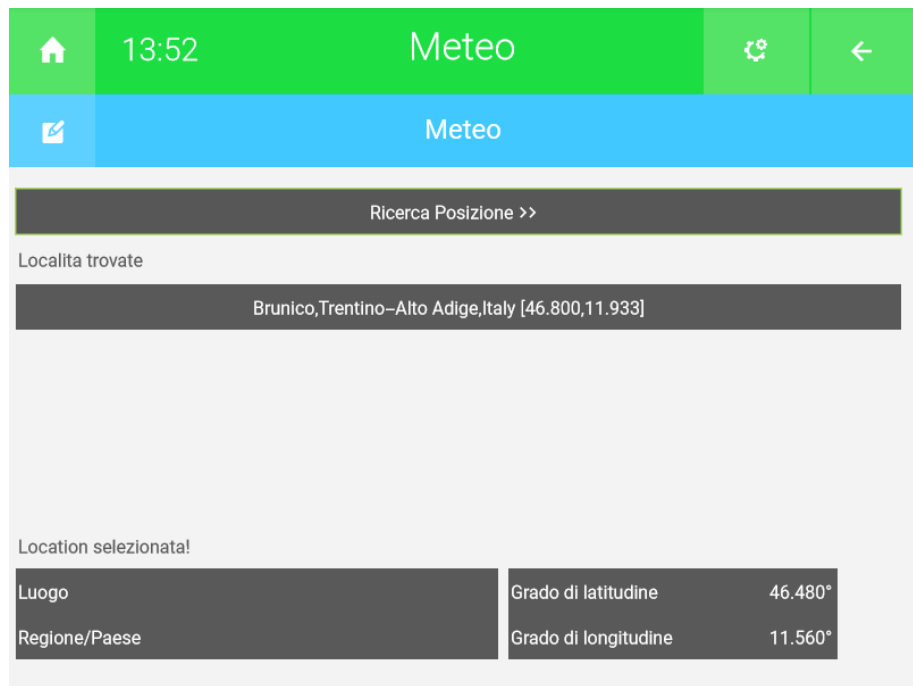 13:52 Meteo
Meteo
Ricerca Posizione >>
Localita trovate
Brunico,Trentino–Alto Adige,Italy [46.800,11.933]
Location selezionata!
Luogo
Grado di latitudine 46.480°
Regione/Paese
Grado di longitudine 11.560°